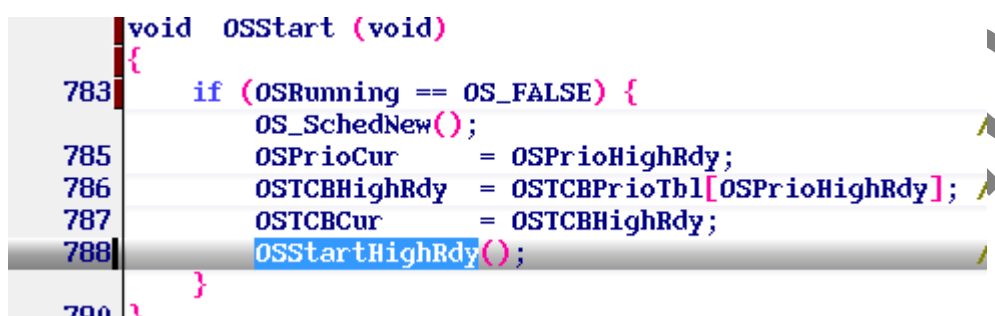 void OSStart (void)
{
783 if (OSRunning == OS_FALSE) {
OS_SchedNew(); /
785 OSPrioCur = OSPrioHighRdy;
786 OSTCBHighRdy = OSTCBPrioTbl[OSPrioHighRdy]; /
787 OSTCBCur = OSTCBHighRdy;
788 OSStartHighRdy(); /
}
790 }